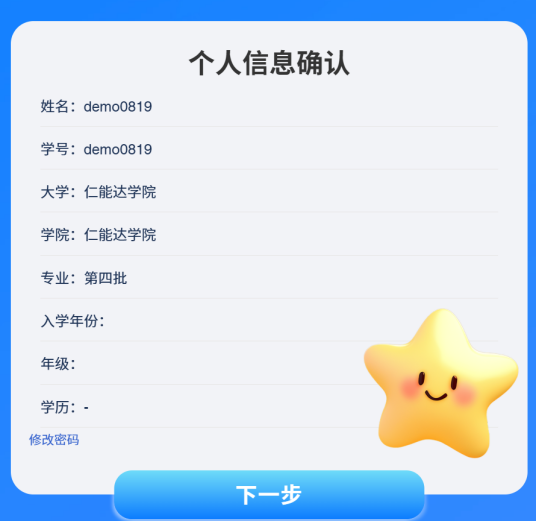 个人信息确认
姓名：demo0819
学号：demo0819
大学：仁能达学院
学院：仁能达学院
专业：第四批
入学年份：
年级：
学历：-
修改密码
下一步